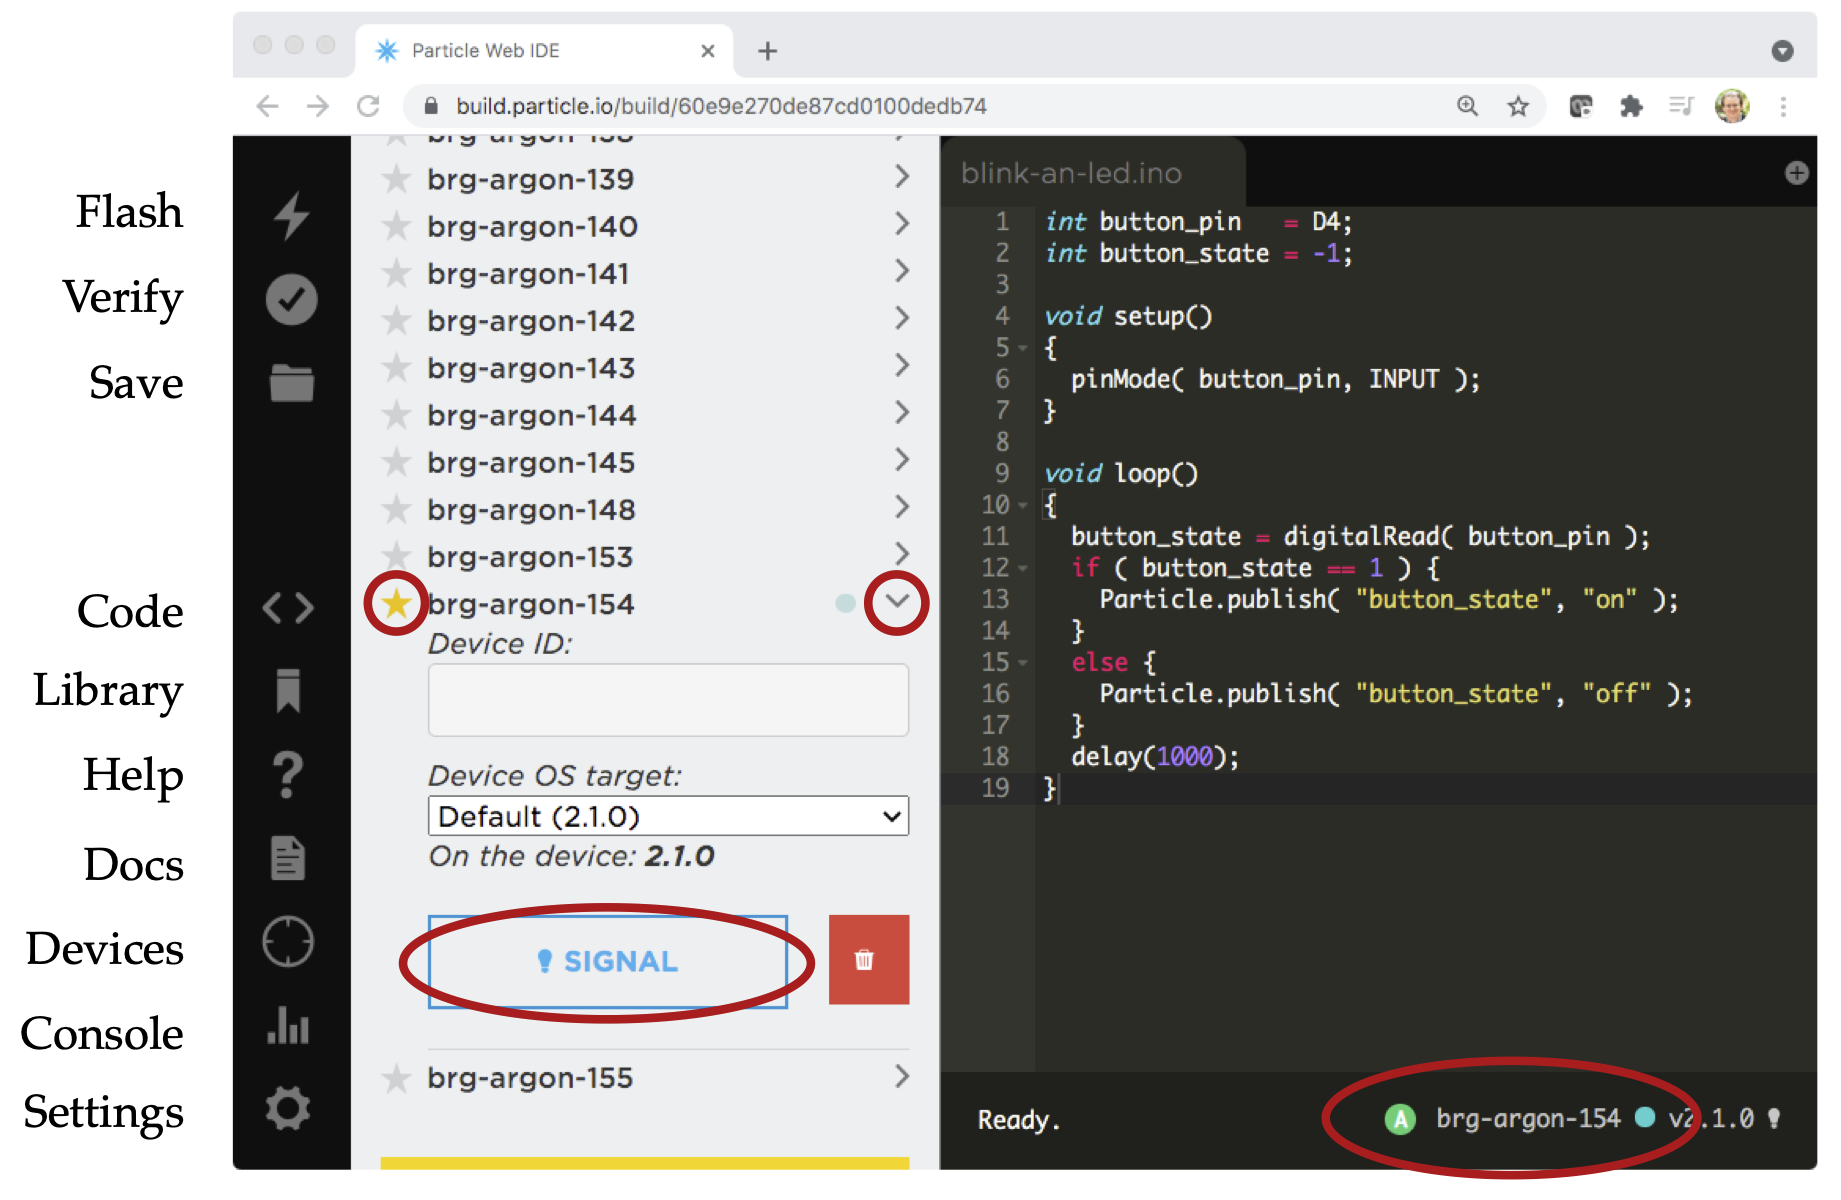 Particle Web IDE
build.particle.io/build/60e9e270de87cd0100dedb74
Flash
Verify
Save
Code
Library
Help
Docs
Devices
Console
Settings
brg-argon-139
brg-argon-140
brg-argon-141
brg-argon-142
brg-argon-143
brg-argon-144
brg-argon-145
brg-argon-148
brg-argon-153
brg-argon-154
Device ID:
Device OS target:
Default (2.1.0)
On the device: 2.1.0
SIGNAL
brg-argon-155
blink-an-led.ino
1 int button_pin   = D4;
2 int button_state = -1;
3
4 void setup()
5 {
6   pinMode( button_pin, INPUT );
7 }
8
9 void loop()
10 {
11   button_state = digitalRead( button_pin );
12   if ( button_state == 1 ) {
13     Particle.publish( "button_state", "on" );
14   }
15   else {
16     Particle.publish( "button_state", "off" );
17   }
18   delay(1000);
19 }
Ready.
A brg-argon-154 v2.1.0